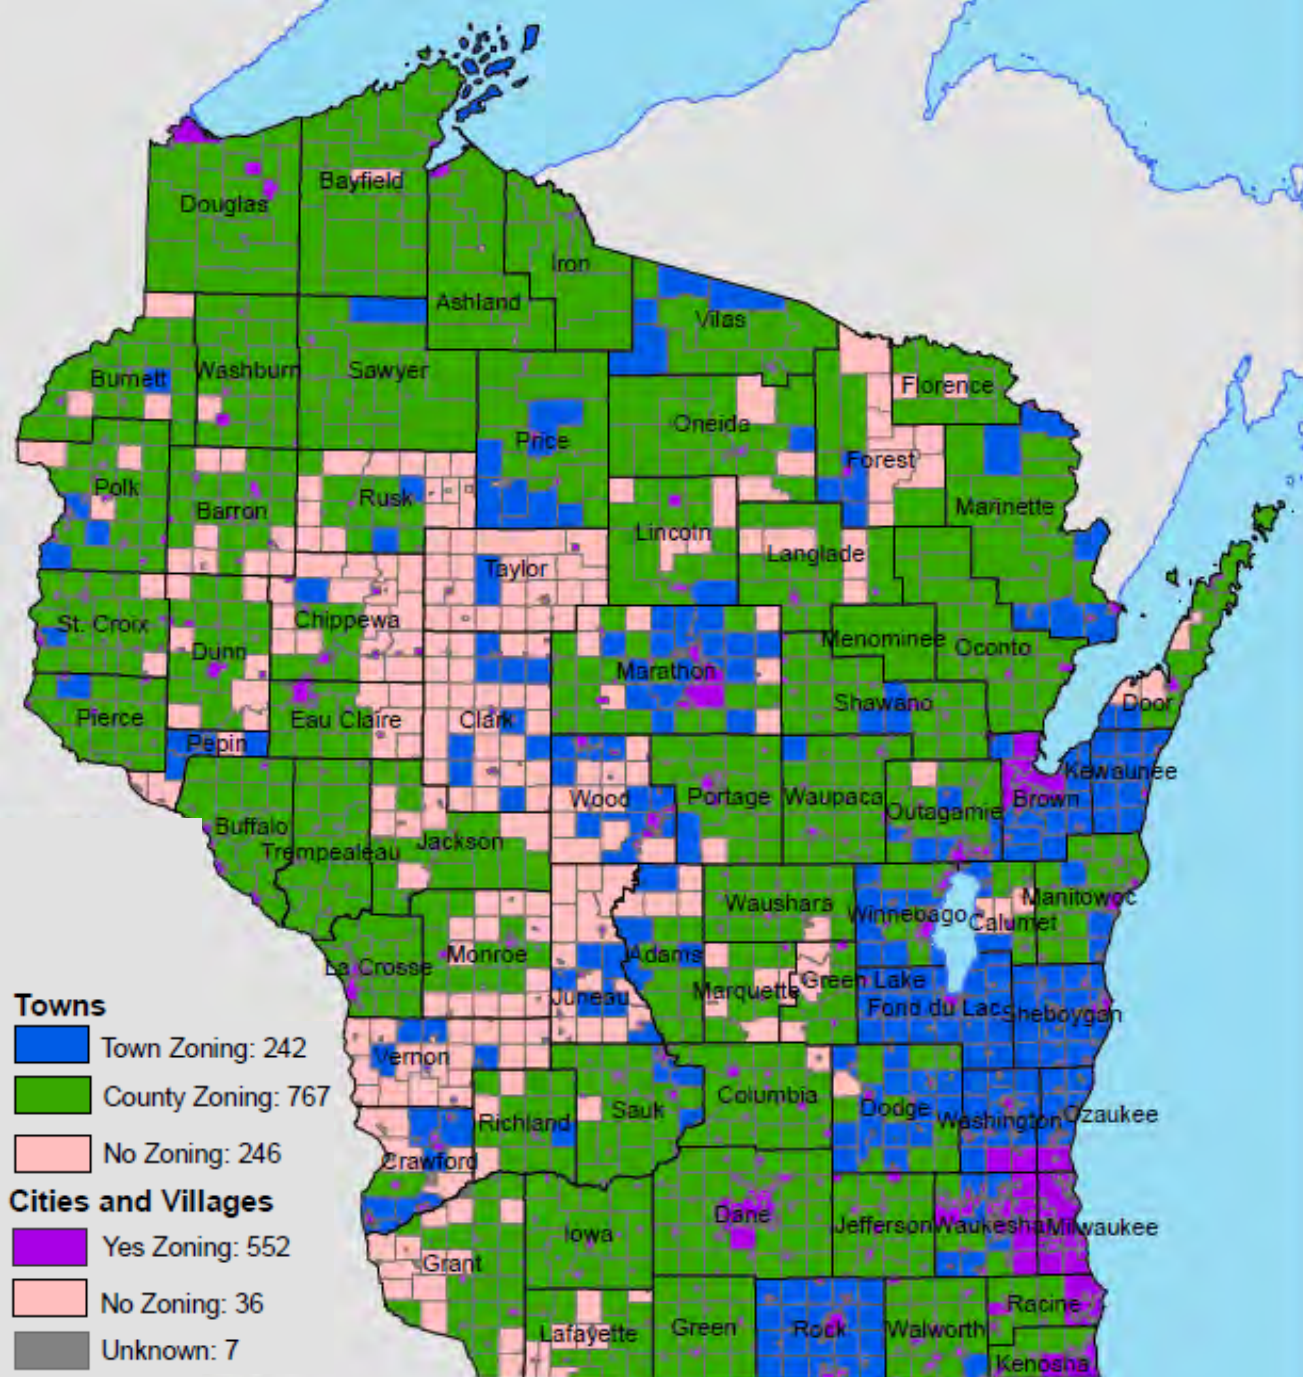 Douglas
Bayfield
Iron
Ashland
Vilas
Burnett
Washburn
Sawyer
Florence
Price
Oneida
Forest
Polk
Barron
Rusk
Marinette
Lincoln
Langlade
Taylor
St. Croix
Chippewa
Dunn
Menominee
Oconto
Marathon
Pierce
Eau Claire
Clark
Shawano
Door
Pepin
Kewaunee
Wood
Portage
Waupaca
Outagamie
Brown
Buffalo
Trempealeau
Jackson
Waushara
Winnebago
Calumet
Manitowoc
La Crosse
Monroe
Juneau
Adams
Marquette
Green Lake
Fond du Lac
Sheboygan
Vernon
Richland
Sauk
Columbia
Dodge
Washington
Ozaukee
Crawford
Grant
Iowa
Dane
Jefferson
Waukesha
Milwaukee
Lafayette
Green
Rock
Walworth
Racine
Kenosha
Towns
Town Zoning: 242
County Zoning: 767
No Zoning: 246
Cities and Villages
Yes Zoning: 552
No Zoning: 36
Unknown: 7